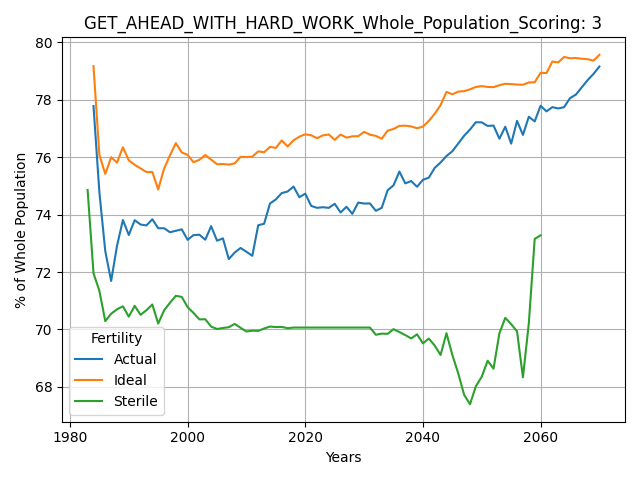 GET_AHEAD_WITH_HARD_WORK_Whole_Population_Scoring: 3
80
78
76
74
72
70
68
% of Whole Population
Fertility
Actual
Ideal
Sterile
1980
2000
2020
2040
2060
Years